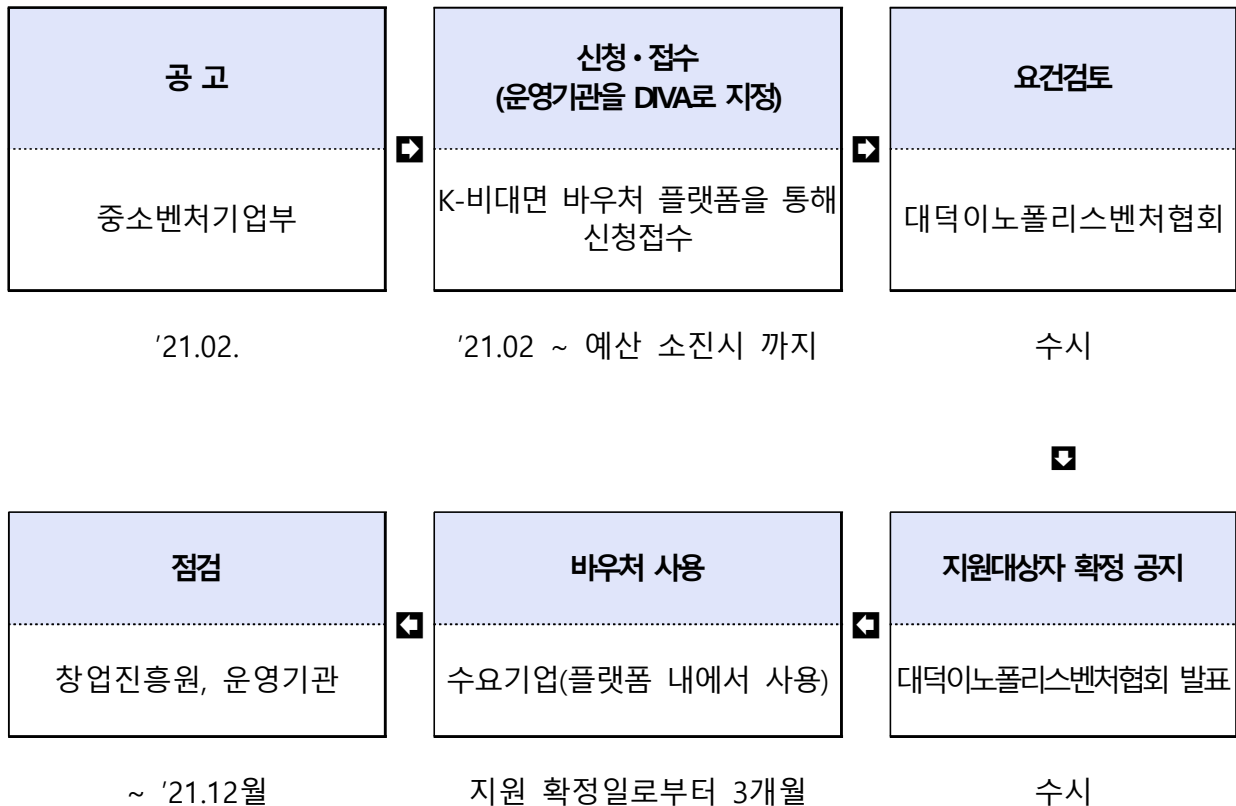 공 고
중소벤처기업부
'21.02.
신청·접수
(운영기관을 DIVA로 지정)
K-비대면 바우처 플랫폼을 통해
신청접수
'21.02 ~ 예산 소진시 까지
요건검토
대덕이노폴리스벤처협회
수시
지원대상자 확정 공지
대덕이노폴리스벤처협회 발표
수시
바우처 사용
수요기업(플랫폼 내에서 사용)
지원 확정일로부터 3개월
점검
창업진흥원, 운영기관
~ '21.12월